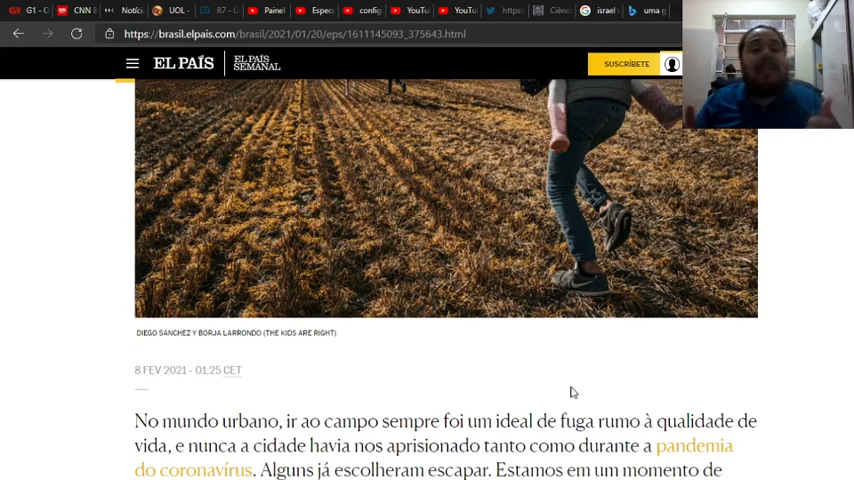 G1 G1 - G
CNN CNN B
Notíci
UOL -
R7 - Ú
Painel
Espec
config
YouTu
YouTu
https:
Ciênc
israel
uma g
https://brasil.elpais.com/brasil/2021/01/20/eps/1611145093_375643.html
EL PAÍS
EL PAÍS
SEMANAL
SUSCRÍBETE
DIEGO SÁNCHEZ Y BORJA LARRONDO (THE KIDS ARE RIGHT)
8 FEV 2021 - 01:25 CET
No mundo urbano, ir ao campo sempre foi um ideal de fuga rumo à qualidade de
vida, e nunca a cidade havia nos aprisionado tanto como durante a pandemia
do coronavírus. Alguns já escolheram escapar. Estamos em um momento de